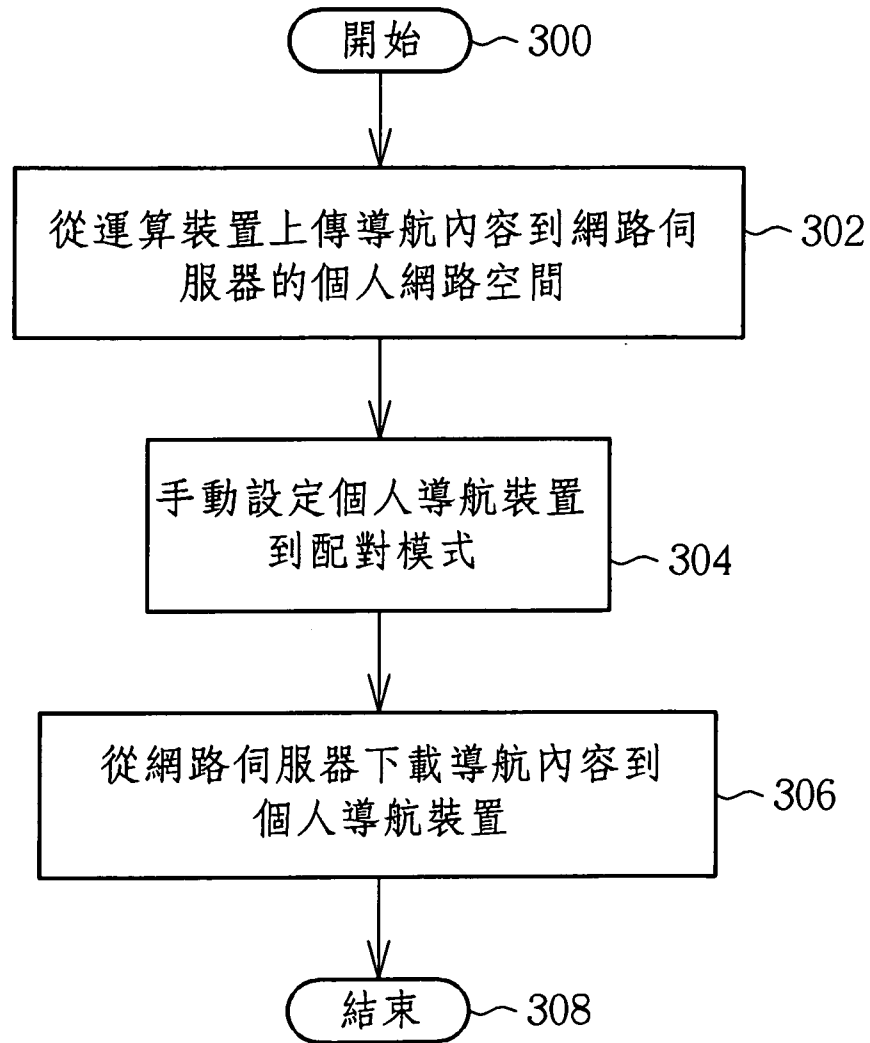 開始
300
從運算裝置上傳導航內容到網路伺
服器的個人網路空間
302
手動設定個人導航裝置
到配對模式
304
從網路伺服器下載導航內容到
個人導航裝置
306
結束
308